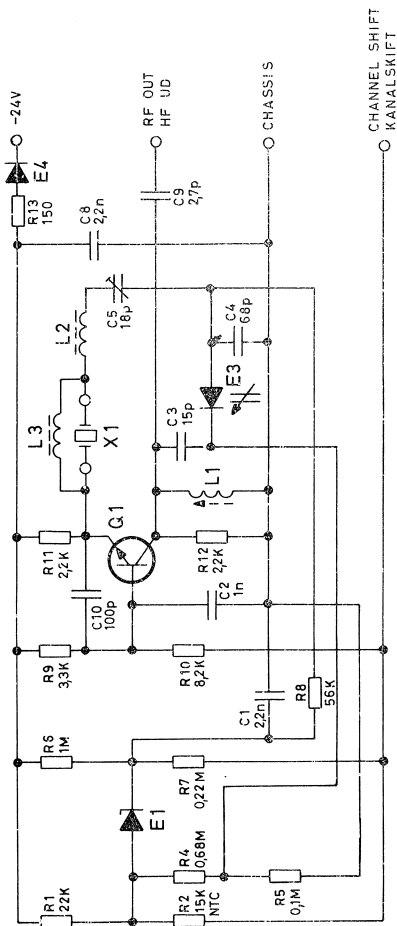 -24V
E4
R13
150
C8
2,2n
RF OUT
HF UD
C9
27p
CHASSIS
CHANNEL SHIFT
KANALSKIFT
L3
X1
L2
C5
18p
C4
68p
E3
C3
15p
L1
R11
2,2K
Q1
R12
2,2K
C10
100p
C2
1n
R9
3,3K
R10
8,2K
C1
2,2n
R8
56K
R6
1M
E1
R7
0,22M
R1
22K
R4
0,68M
R2
15K
NTC
R5
0,1M